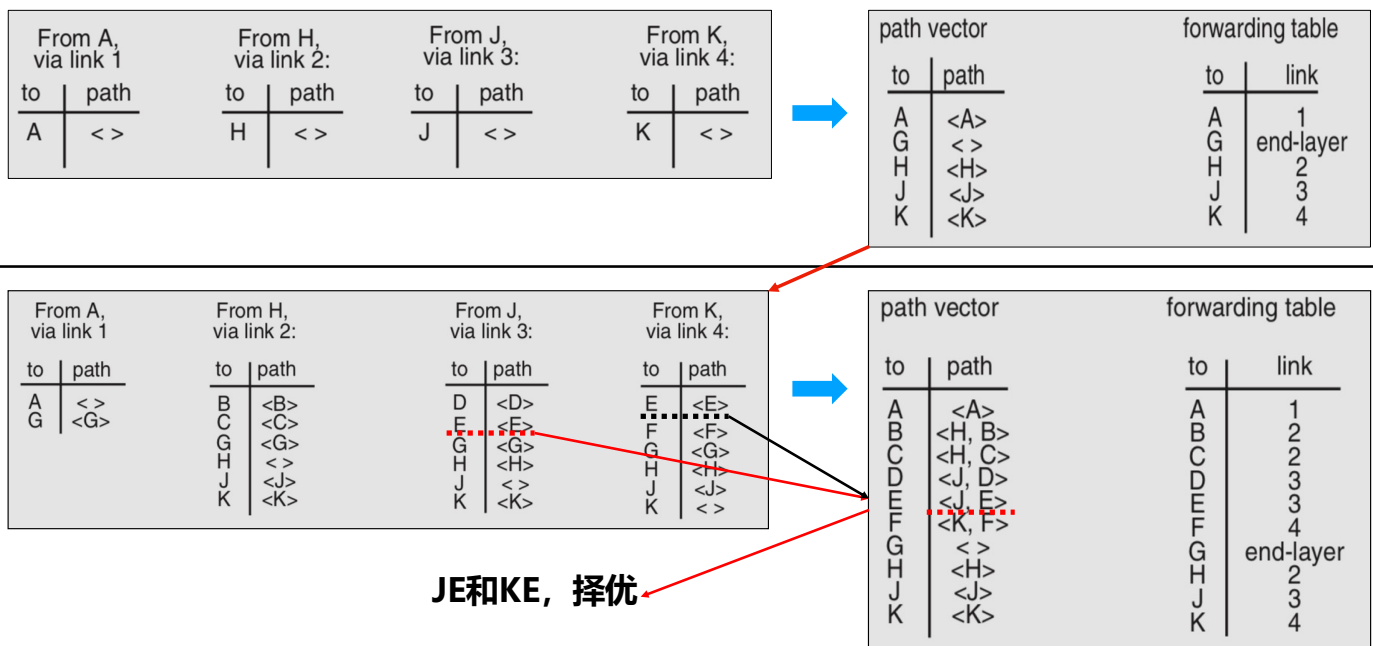 From A,
via link 1
to path
A < >
From H,
via link 2:
to path
H < >
From J,
via link 3:
to path
J < >
From K,
via link 4:
to path
K < >
path vector
to path
A <A>
G < >
H <H>
J <J>
K <K>
forwarding table
to link
A 1
G end-layer
H 2
J 3
K 4
From A,
via link 1
to path
A < >
G <G>
From H,
via link 2:
to path
B <B>
C <C>
G <G>
H < >
J <J>
K <K>
From J,
via link 3:
to path
D <D>
E <E>
G <G>
H <H>
J < >
K <K>
From K,
via link 4:
to path
E <E>
F <F>
G <G>
H <H>
J <J>
K < >
path vector
to path
A <A>
B <H, B>
C <H, C>
D <J, D>
E <J, E>
F <K, F>
G < >
H <H>
J <J>
K <K>
forwarding table
to link
A 1
B 2
C 2
D 3
E 3
F 4
G end-layer
H 2
J 3
K 4
JE和KE，择优